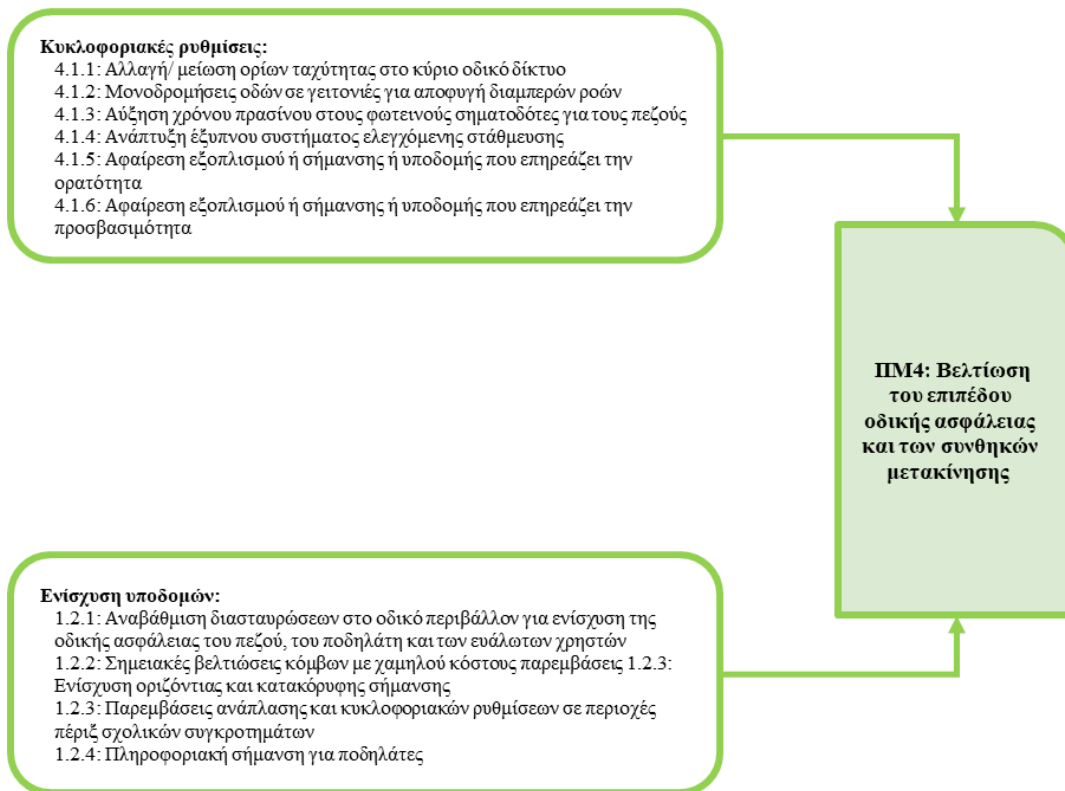 Κυκλοφοριακές ρυθμίσεις:
4.1.1: Αλλαγή/ μείωση ορίων ταχύτητας στο κύριο οδικό δίκτυο
4.1.2: Μονοδρομήσεις οδών σε γειτονιές για αποφυγή διαμπερών ροών
4.1.3: Αύξηση χρόνου πρασίνου στους φωτεινούς σηματοδότες για τους πεζούς
4.1.4: Ανάπτυξη έξυπνου συστήματος ελεγχόμενης στάθμευσης
4.1.5: Αφαίρεση εξοπλισμού ή σήμανσης ή υποδομής που επηρεάζει την
ορατότητα
4.1.6: Αφαίρεση εξοπλισμού ή σήμανσης ή υποδομής που επηρεάζει την
προσβασιμότητα
ΠΜ4: Βελτίωση
του επιπέδου
οδικής ασφάλειας
και των συνθηκών
μετακίνησης
Ενίσχυση υποδομών:
1.2.1: Αναβάθμιση διασταυρώσεων στο οδικό περιβάλλον για ενίσχυση της
οδικής ασφάλειας του πεζού, του ποδηλάτη και των ευάλωτων χρηστών
1.2.2: Σημειακές βελτιώσεις κόμβων με χαμηλού κόστους παρεμβάσεις 1.2.3:
Ενίσχυση οριζόντιας και κατακόρυφης σήμανσης
1.2.3: Παρεμβάσεις ανάπλασης και κυκλοφοριακών ρυθμίσεων σε περιοχές
πέριξ σχολικών συγκροτημάτων
1.2.4: Πληροφοριακή σήμανση για ποδηλάτες